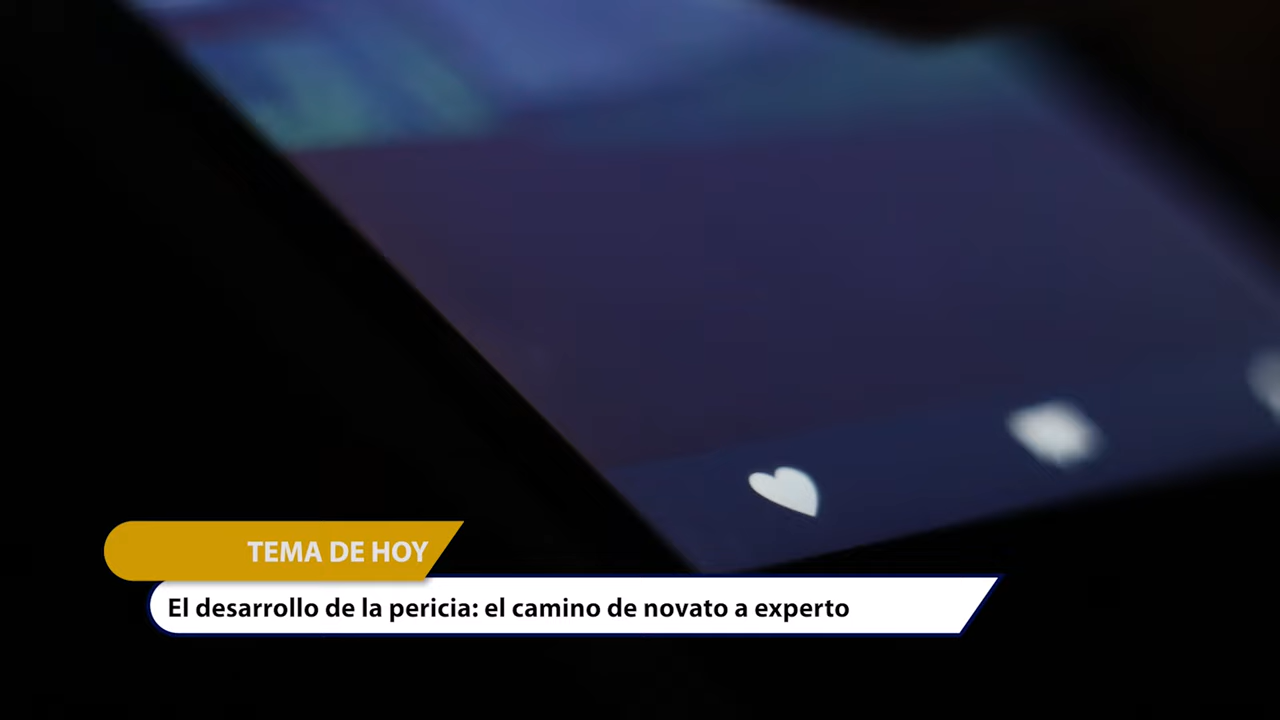 TEMA DE HOY
El desarrollo de la pericia: el camino de novato a experto